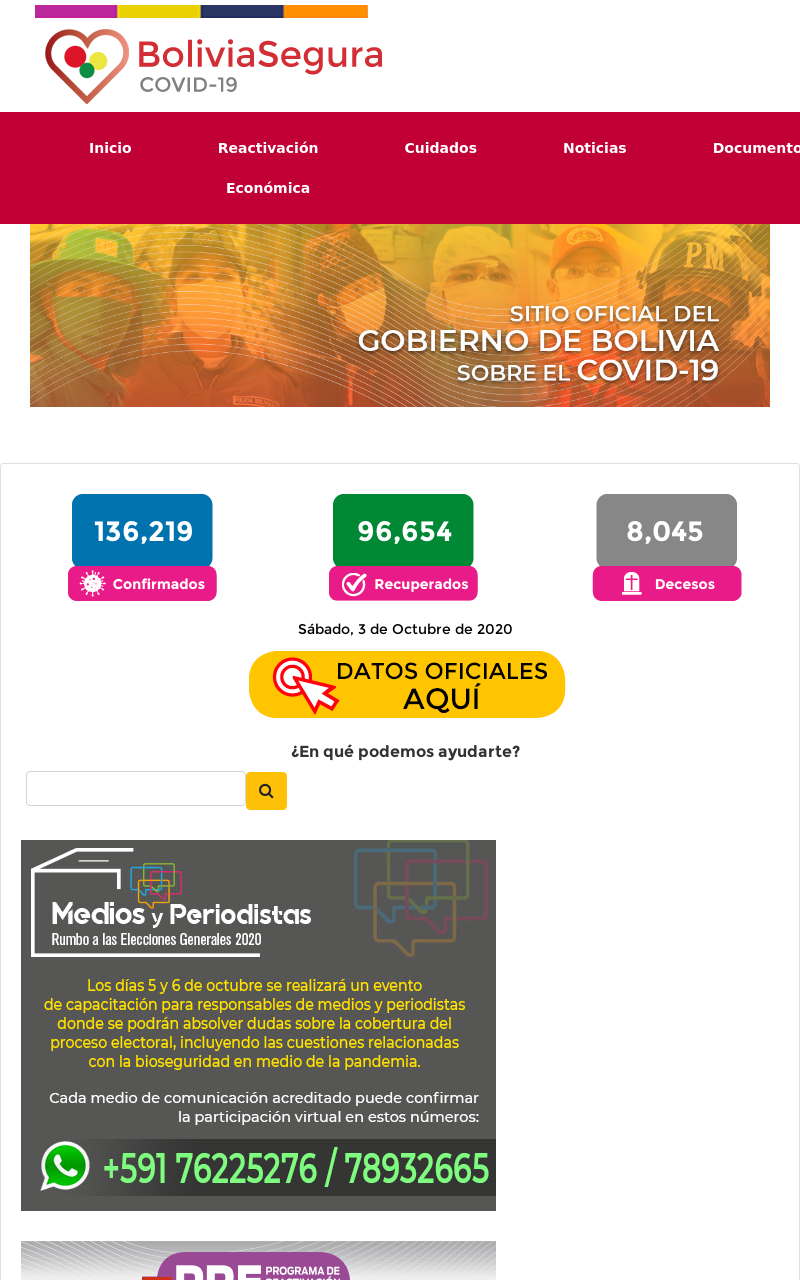 BoliviaSegura
COVID-19
Inicio
Reactivación
Económica
Cuidados
Noticias
Documento
PM
SITIO OFICIAL DEL
GOBIERNO DE BOLIVIA
SOBRE EL COVID-19
136,219
Confirmados
96,654
Recuperados
8,045
Decesos
Sábado, 3 de Octubre de 2020
DATOS OFICIALES
AQUÍ
¿En qué podemos ayudarte?
Medios y Periodistas
Rumbo a las Elecciones Generales 2020
Los días 5 y 6 de octubre se realizará un evento
de capacitación para responsables de medios y periodistas
donde se podrán absolver dudas sobre la cobertura del
proceso electoral, incluyendo las cuestiones relacionadas
con la bioseguridad en medio de la pandemia.
Cada medio de comunicación acreditado puede confirmar
la participación virtual en estos números:
+591 76225276 / 78932665
PROGRAMA DE